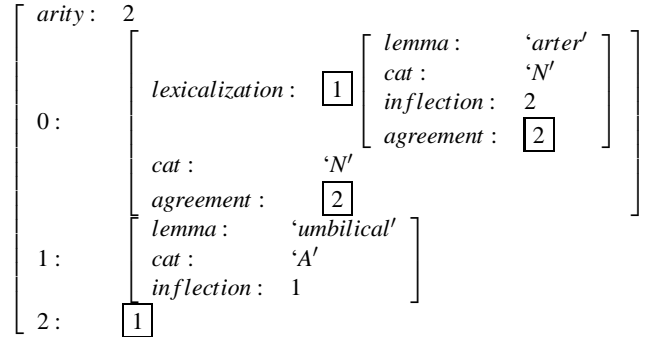 arity : 2
lemma : ‘arter′
cat : ‘N′
lexicalization : 1
inflection : 2
0 :
agreement : 2
cat : ‘N′
agreement : 2
lemma : ‘umbilical′
1 : cat : ‘A′
inflection : 1
2 : 1